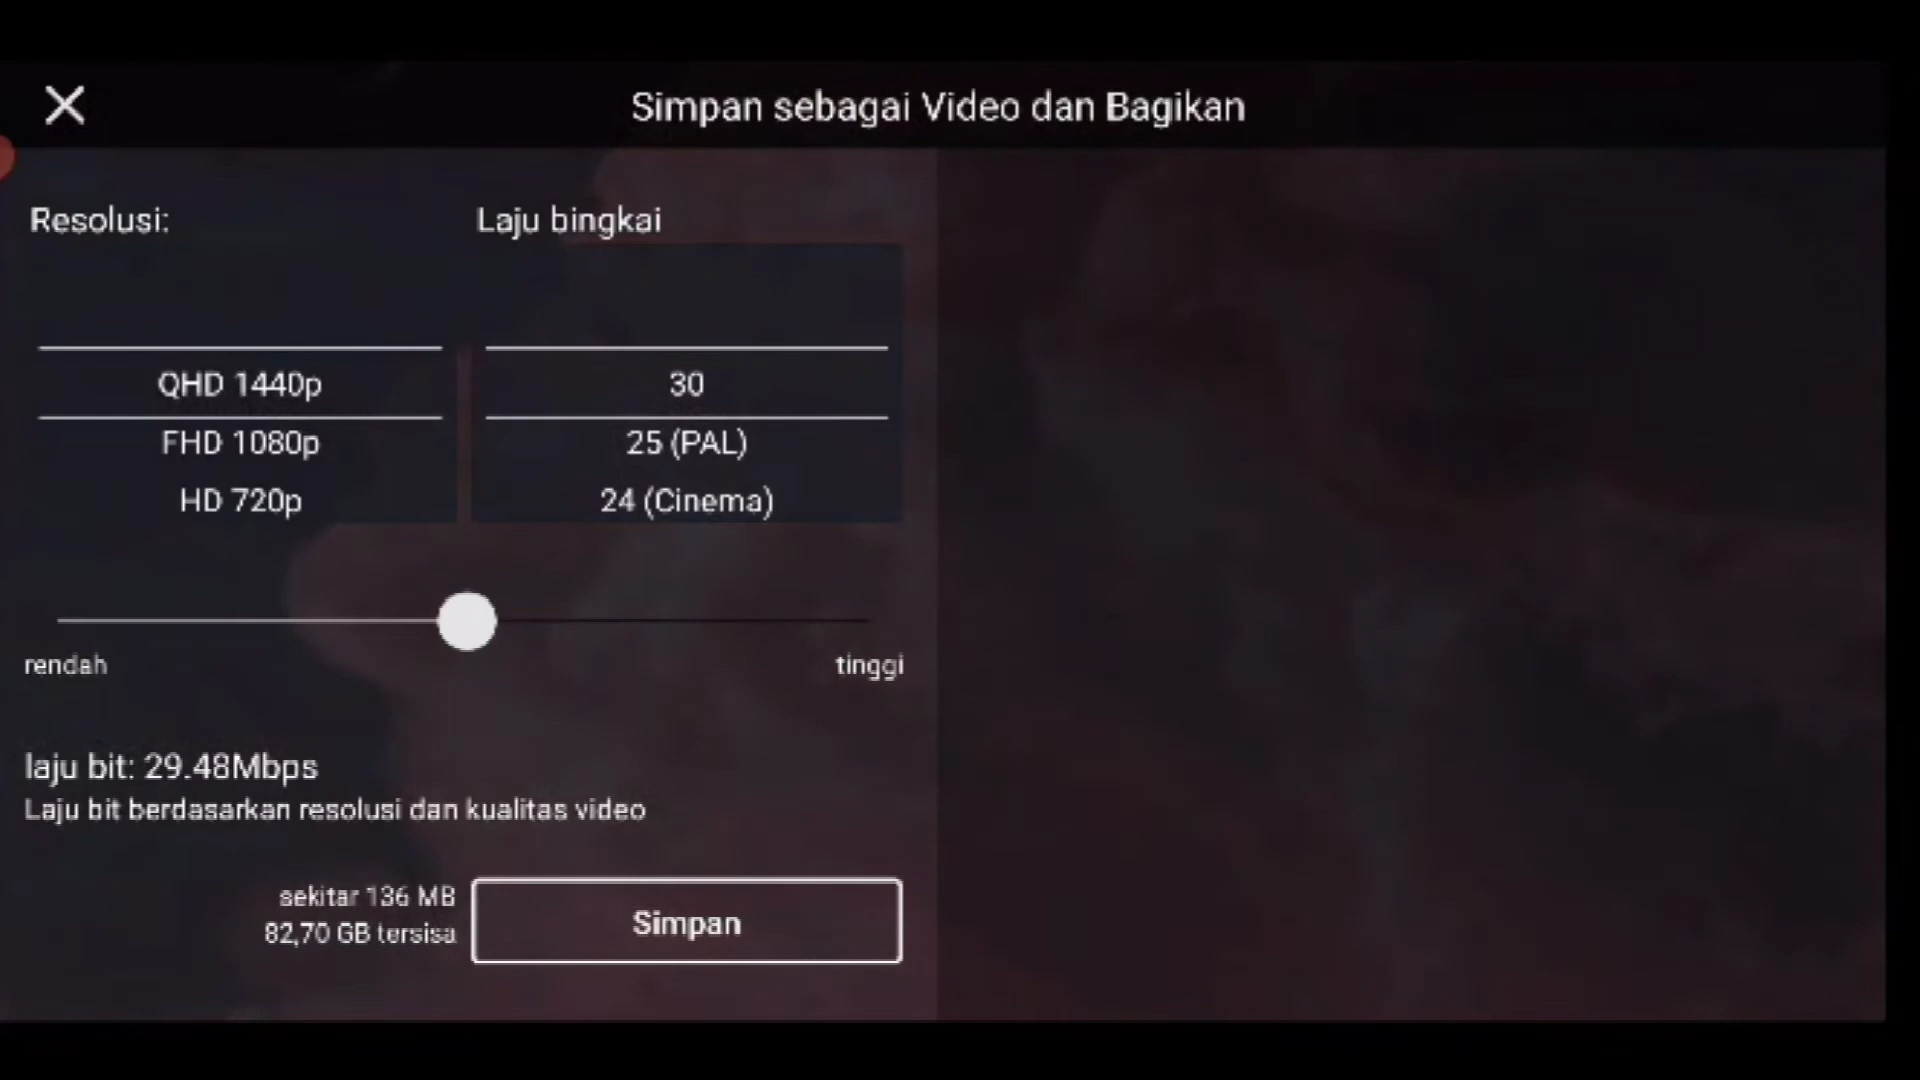 Simpan sebagai Video dan Bagikan
Resolusi:
Laju bingkai
QHD 1440p
30
FHD 1080p
25 (PAL)
HD 720p
24 (Cinema)
rendah
tinggi
laju bit: 29.48Mbps
Laju bit berdasarkan resolusi dan kualitas video
sekitar 136 MB
82,70 GB tersisa
Simpan